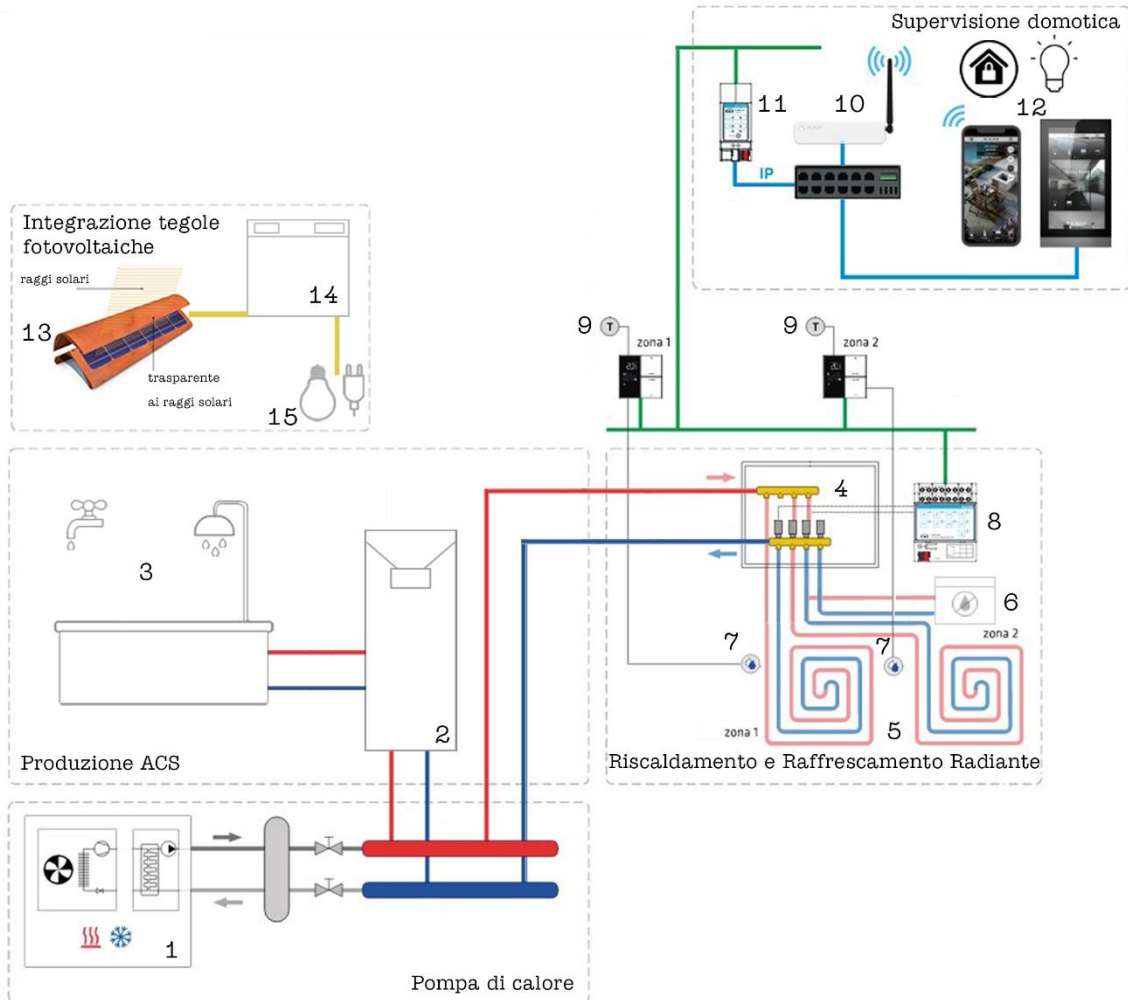 Supervisione domotica
11
10
12
IP
Integrazione tegole
fotovoltaiche
raggi solari
14
13
trasparente
ai raggi solari
15
9
T
zona 1
9
T
zona 2
4
8
3
6
zona 2
7
7
2
zona 1
5
Produzione ACS
Riscaldamento e Raffrescamento Radiante
1
Pompa di calore